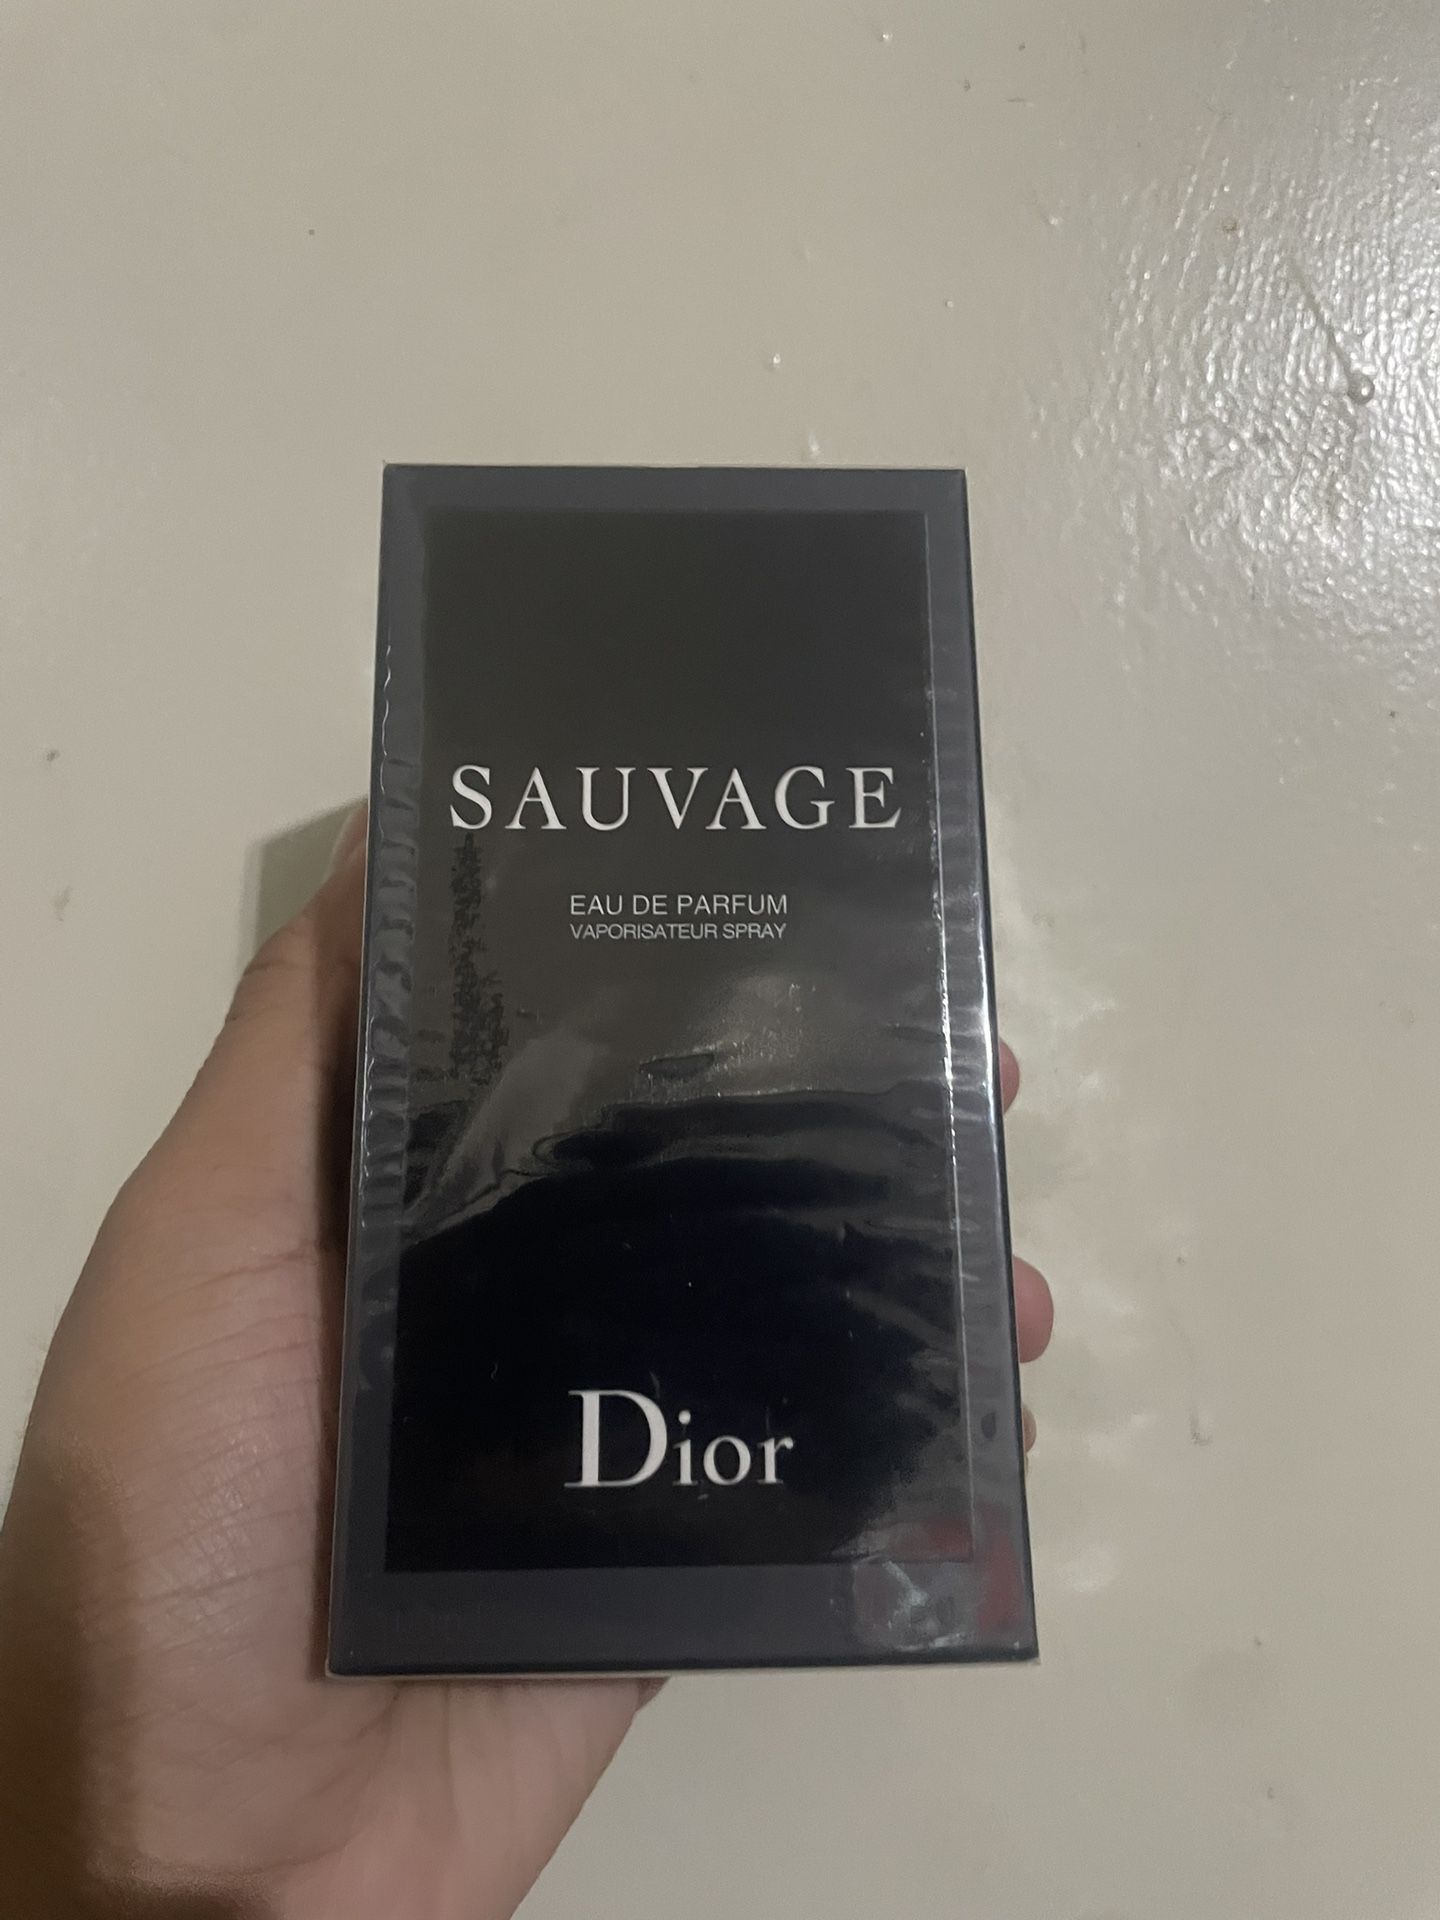 SAUVAGE
EAU DE PARFUM
VAPORISATEUR SPRAY
Dior